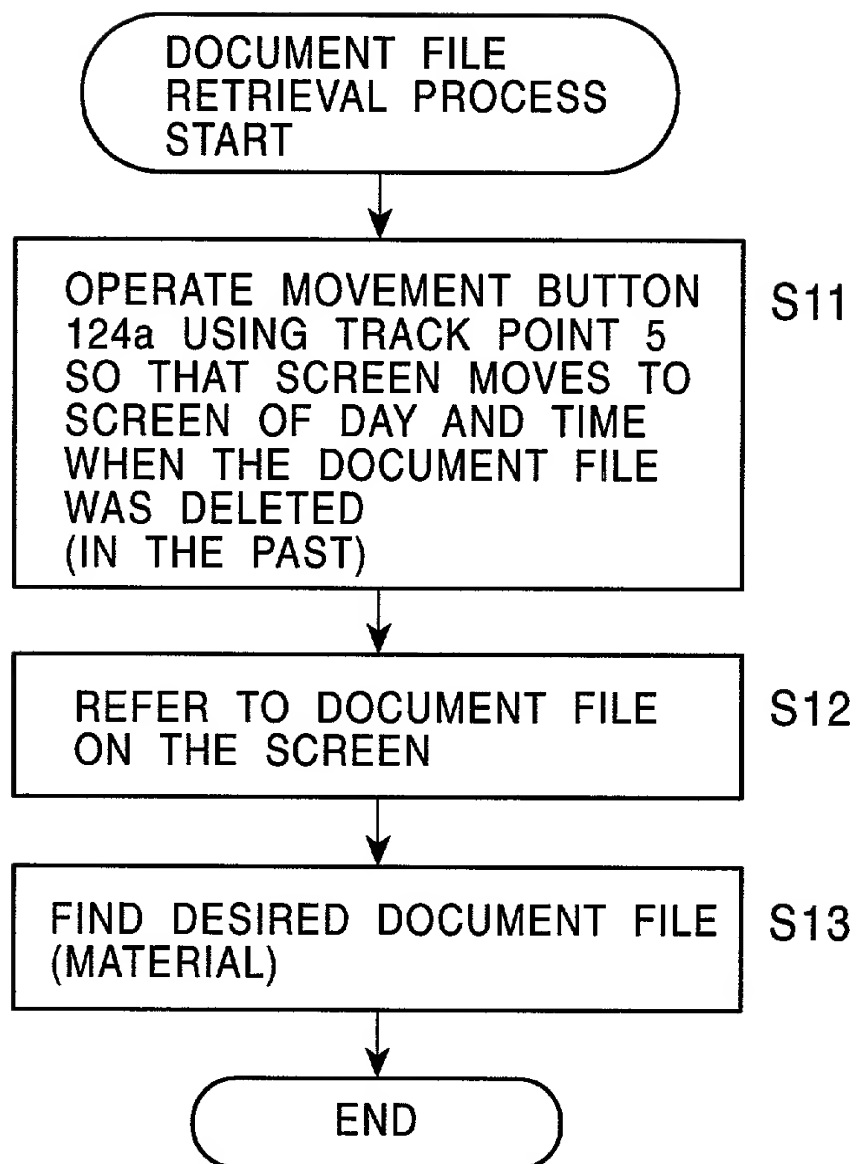 DOCUMENT FILE
RETRIEVAL PROCESS
START
OPERATE MOVEMENT BUTTON
124a USING TRACK POINT 5
SO THAT SCREEN MOVES TO
SCREEN OF DAY AND TIME
WHEN THE DOCUMENT FILE
WAS DELETED
(IN THE PAST)
S11
REFER TO DOCUMENT FILE
ON THE SCREEN
S12
FIND DESIRED DOCUMENT FILE
(MATERIAL)
S13
END